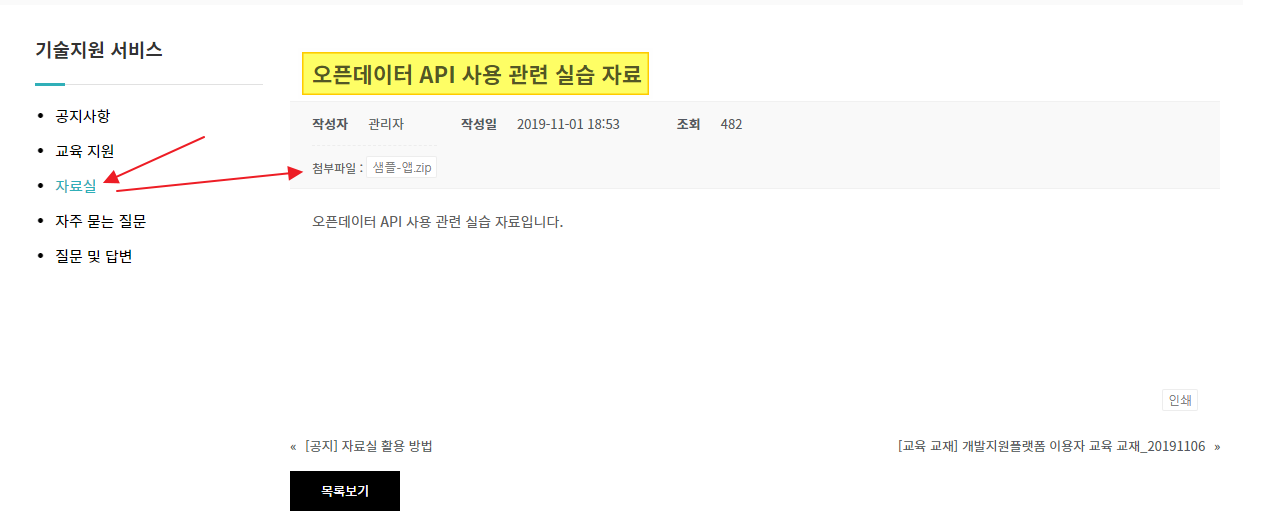 기술지원 서비스
• 공지사항
• 교육 지원
• 자료실
• 자주 묻는 질문
• 질문 및 답변
오픈데이터 API 사용 관련 실습 자료
작성자 관리자 작성일 2019-11-01 18:53 조회 482
첨부파일 : 샘플-앱.zip
오픈데이터 API 사용 관련 실습 자료입니다.
인쇄
« [공지] 자료실 활용 방법
[교육 교재] 개발지원플랫폼 이용자 교육 교재_20191106 »
목록보기